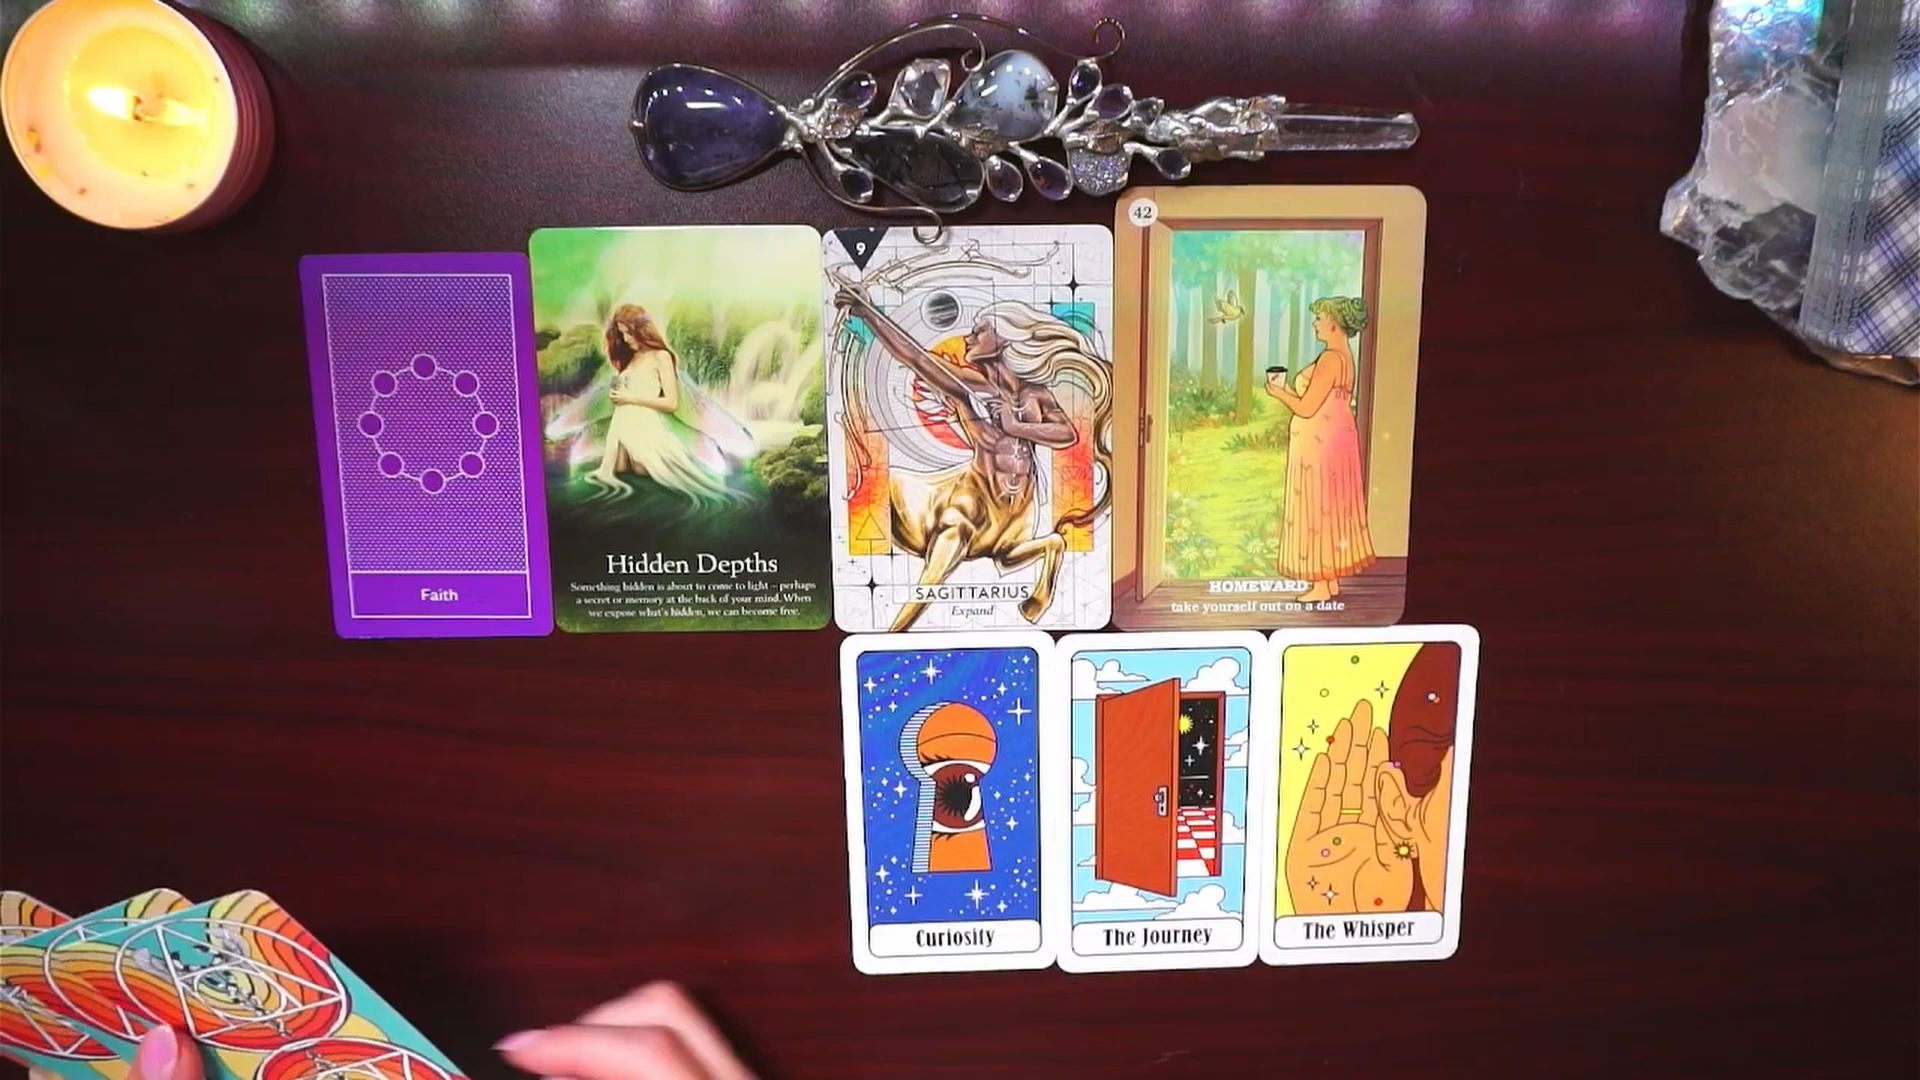 Faith
Hidden Depths
Something hidden is about to come to light – perhaps
a secret or memory at the back of your mind. When
we expose what's hidden, we can become free.
9
SAGITTARIUS
Expand
42
HOMEWARD
take yourself out on a date
Curiosity
The Journey
The Whisper